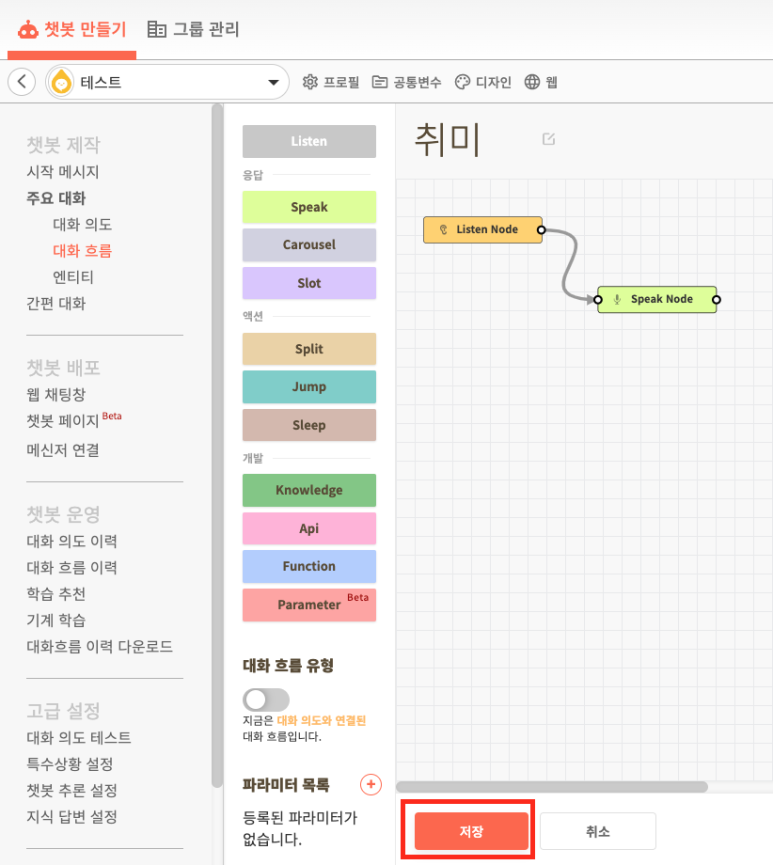 챗봇 만들기 그룹 관리
테스트 프로필 공통변수 디자인 웹
챗봇 제작
시작 메시지
주요 대화
대화 의도
대화 흐름
엔티티
간편 대화
챗봇 배포
웹 채팅창
챗봇 페이지 Beta
메신저 연결
챗봇 운영
대화 의도 이력
대화 흐름 이력
학습 추천
기계 학습
대화흐름 이력 다운로드
고급 설정
대화 의도 테스트
특수상황 설정
챗봇 추론 설정
지식 답변 설정
Listen
응답
Speak
Carousel
Slot
액션
Split
Jump
Sleep
개발
Knowledge
Api
Function
Parameter Beta
대화 흐름 유형
지금은 대화 의도와 연결된
대화 흐름입니다.
파라미터 목록
등록된 파라미터가
없습니다.
취미
Listen Node
Speak Node
저장 취소